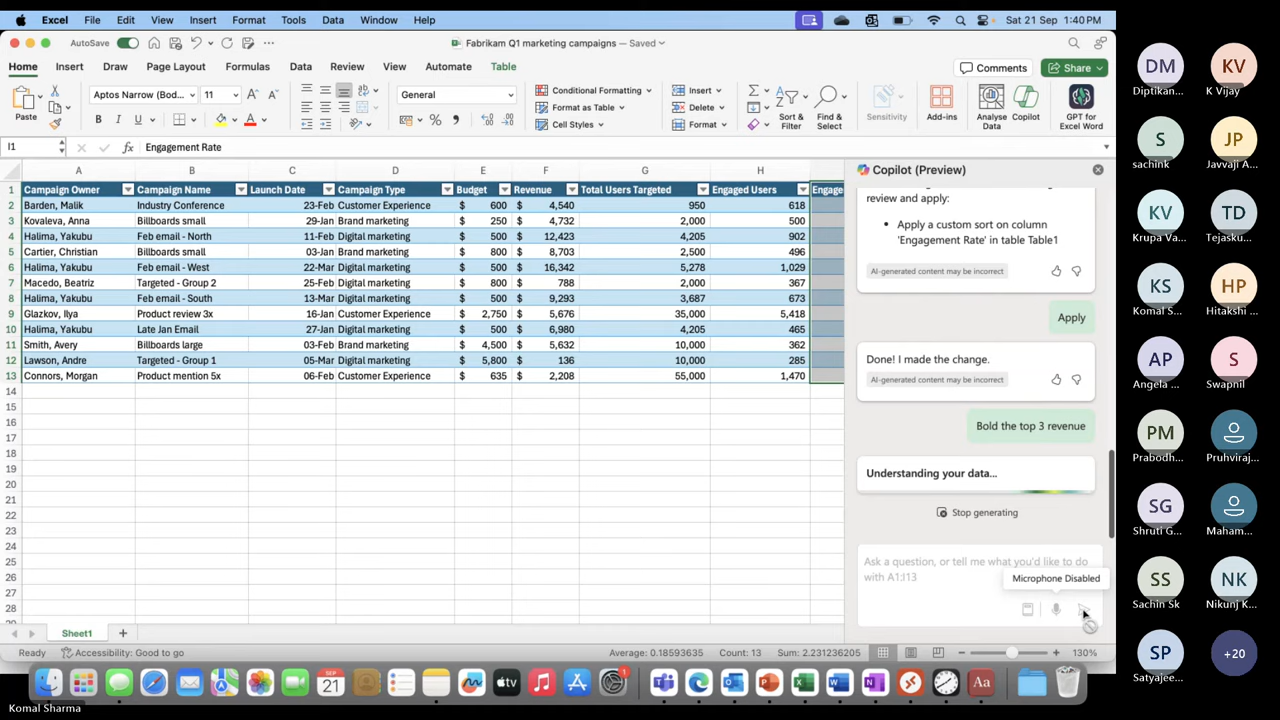 Excel File Edit View Insert Format Tools Data Window Help Sat 21 Sep 1:40 PM
AutoSave Fabrikam Q1 marketing campaigns — Saved
Home Insert Draw Page Layout Formulas Data Review View Automate Table Comments Share
Paste Aptos Narrow (Bod... 11 General Conditional Formatting Format as Table Cell Styles Insert Delete Format Sort & Filter Find & Select Sensitivity Add-ins Analyse Data Copilot GPT for Excel Word
B I U A
I1 fx Engagement Rate
A B C D E F G H
1 Campaign Owner Campaign Name Launch Date Campaign Type Budget Revenue Total Users Targeted Engaged Users Engage
2 Barden, Malik Industry Conference 23-Feb Customer Experience $ 600 $ 4,540 950 618
3 Kovaleva, Anna Billboards small 29-Jan Brand marketing $ 250 $ 4,732 2,000 500
4 Halima, Yakubu Feb email - North 11-Feb Digital marketing $ 500 $ 12,423 4,205 902
5 Cartier, Christian Billboards small 03-Jan Brand marketing $ 800 $ 8,703 2,500 496
6 Halima, Yakubu Feb email - West 22-Mar Digital marketing $ 500 $ 16,342 5,278 1,029
7 Macedo, Beatriz Targeted - Group 2 25-Feb Digital marketing $ 800 $ 788 2,000 367
8 Halima, Yakubu Feb email - South 13-Mar Digital marketing $ 500 $ 9,293 3,687 673
9 Glazkov, Ilya Product review 3x 16-Jan Customer Experience $ 2,750 $ 5,676 35,000 5,418
10 Halima, Yakubu Late Jan Email 27-Jan Digital marketing $ 500 $ 6,980 4,205 465
11 Smith, Avery Billboards large 03-Feb Brand marketing $ 4,500 $ 5,632 10,000 362
12 Lawson, Andre Targeted - Group 1 05-Mar Digital marketing $ 5,800 $ 136 10,000 285
13 Connors, Morgan Product mention 5x 06-Feb Customer Experience $ 635 $ 2,208 55,000 1,470
14
15
16
17
18
19
20
21
22
23
24
25
26
27
28
Copilot (Preview)
review and apply:
• Apply a custom sort on column
'Engagement Rate' in table Table1
AI-generated content may be incorrect
Apply
Done! I made the change.
AI-generated content may be incorrect
Bold the top 3 revenue
Understanding your data...
Stop generating
Ask a question, or tell me what you'd like to do
with A1:I13
Microphone Disabled
Sheet1
Ready Accessibility: Good to go Average: 0.18593635 Count: 13 Sum: 2.231236205 130%
SEP
21
1
tv
Aa
Komal Sharma
DM KV
Diptikan... K Vijay
S JP
sachink Javvaji A...
KV TD
Krupa Va... Tejasku...
KS HP
Komal S... Hitakshi ...
AP S
Angela ... Swapnil
PM
Prabodh... Pruhviraj...
SG
Shruti G... Maham...
SS NK
Sachin Sk Nikunj K...
SP +20
Satyajee...